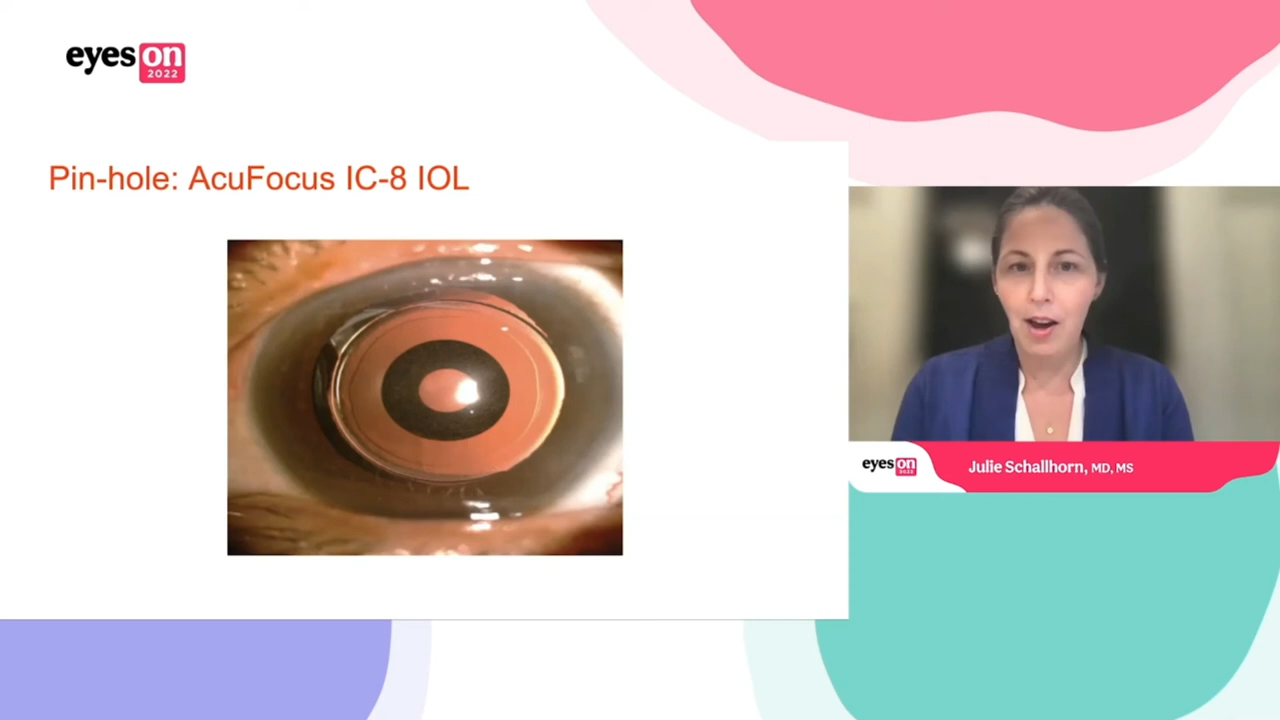 eyes on
2022
Pin-hole: AcuFocus IC-8 IOL
eyes on
2022
Julie Schallhorn, MD, MS